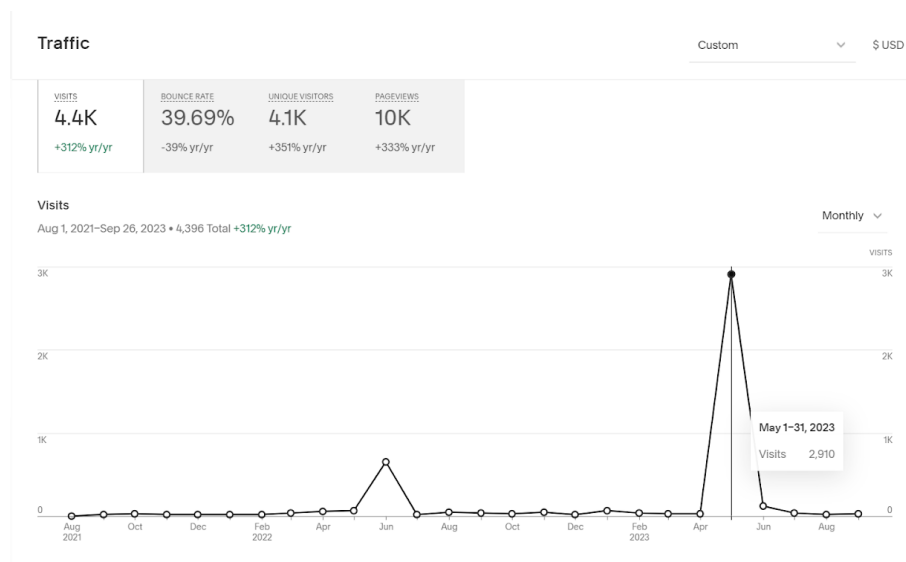 Traffic
Custom
$ USD
VISITS
4.4K
+312% yr/yr
BOUNCE RATE
39.69%
-39% yr/yr
UNIQUE VISITORS
4.1K
+351% yr/yr
PAGEVIEWS
10K
+333% yr/yr
Visits
Aug 1, 2021–Sep 26, 2023 • 4,396 Total +312% yr/yr
Monthly
VISITS
3K 3K
2K 2K
1K 1K
May 1–31, 2023
Visits 2,910
0 0
Aug Oct Dec Feb Apr Jun Aug Oct Dec Feb Apr Jun Aug
2021 2022 2023